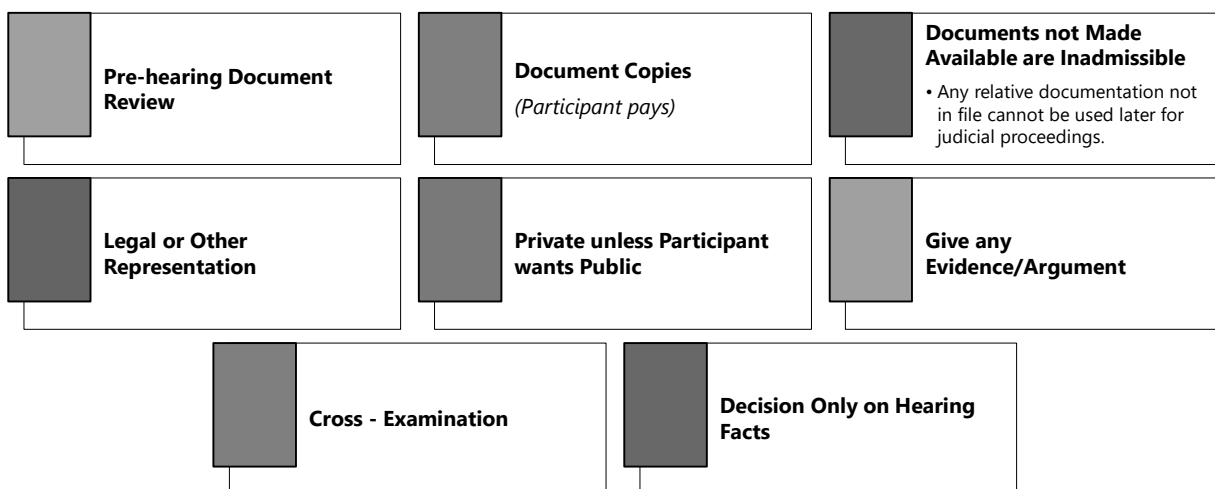 Pre-hearing Document
Review
Document Copies
(Participant pays)
Documents not Made
Available are Inadmissible
• Any relative documentation not
in file cannot be used later for
judicial proceedings.
Legal or Other
Representation
Private unless Participant
wants Public
Give any
Evidence/Argument
Cross - Examination
Decision Only on Hearing
Facts